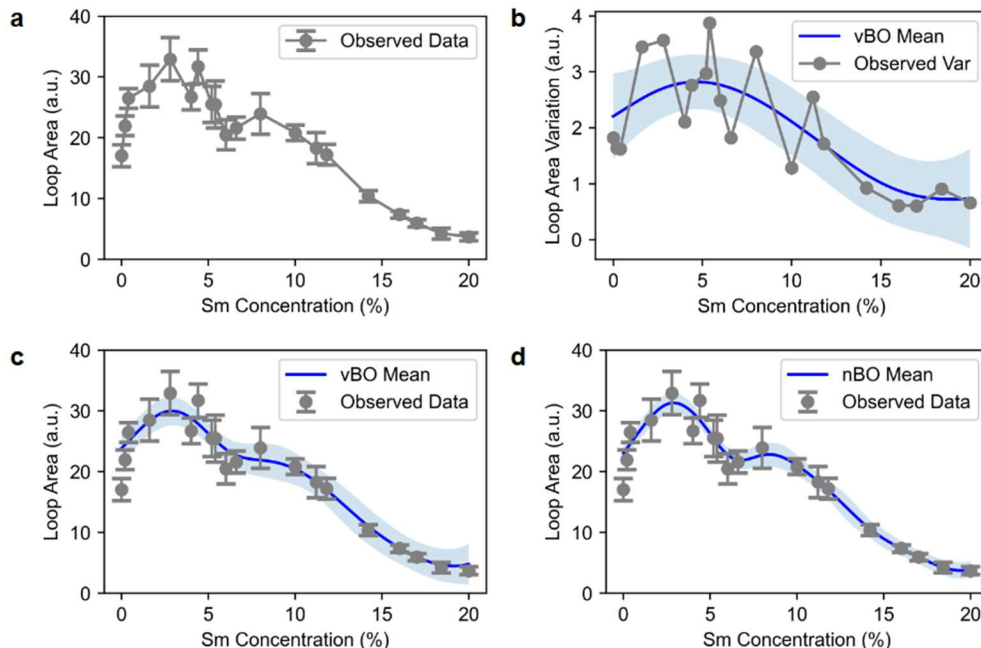 a
40
30
20
10
0
Loop Area (a.u.)
Observed Data
0 5 10 15 20
Sm Concentration (%)
b
4
3
2
1
0
Loop Area Variation (a.u.)
vBO Mean
Observed Var
0 5 10 15 20
Sm Concentration (%)
c
40
30
20
10
0
Loop Area (a.u.)
vBO Mean
Observed Data
0 5 10 15 20
Sm Concentration (%)
d
40
30
20
10
0
Loop Area (a.u.)
nBO Mean
Observed Data
0 5 10 15 20
Sm Concentration (%)